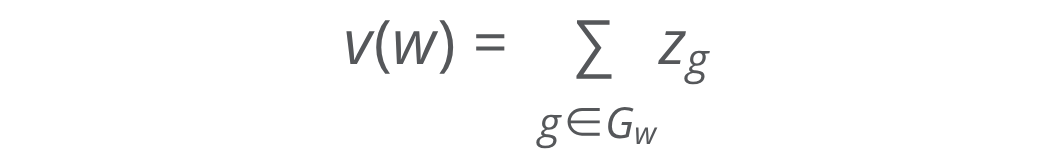 v(w) = ∑ z_g
g∈G_w